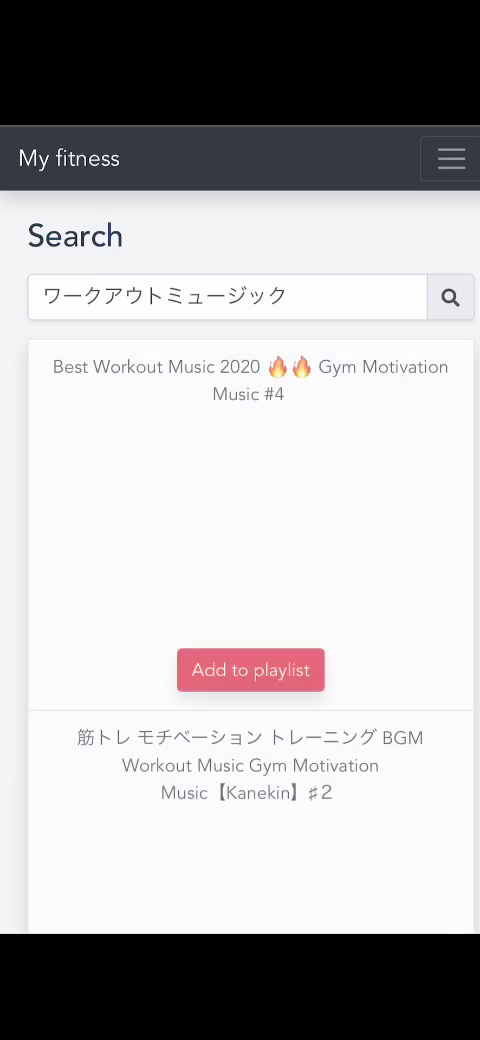 My fitness
Search
ワークアウトミュージック
Best Workout Music 2020 🔥🔥 Gym Motivation
Music #4
Add to playlist
筋トレ モチベーション トレーニング BGM
Workout Music Gym Motivation
Music【Kanekin】♯２